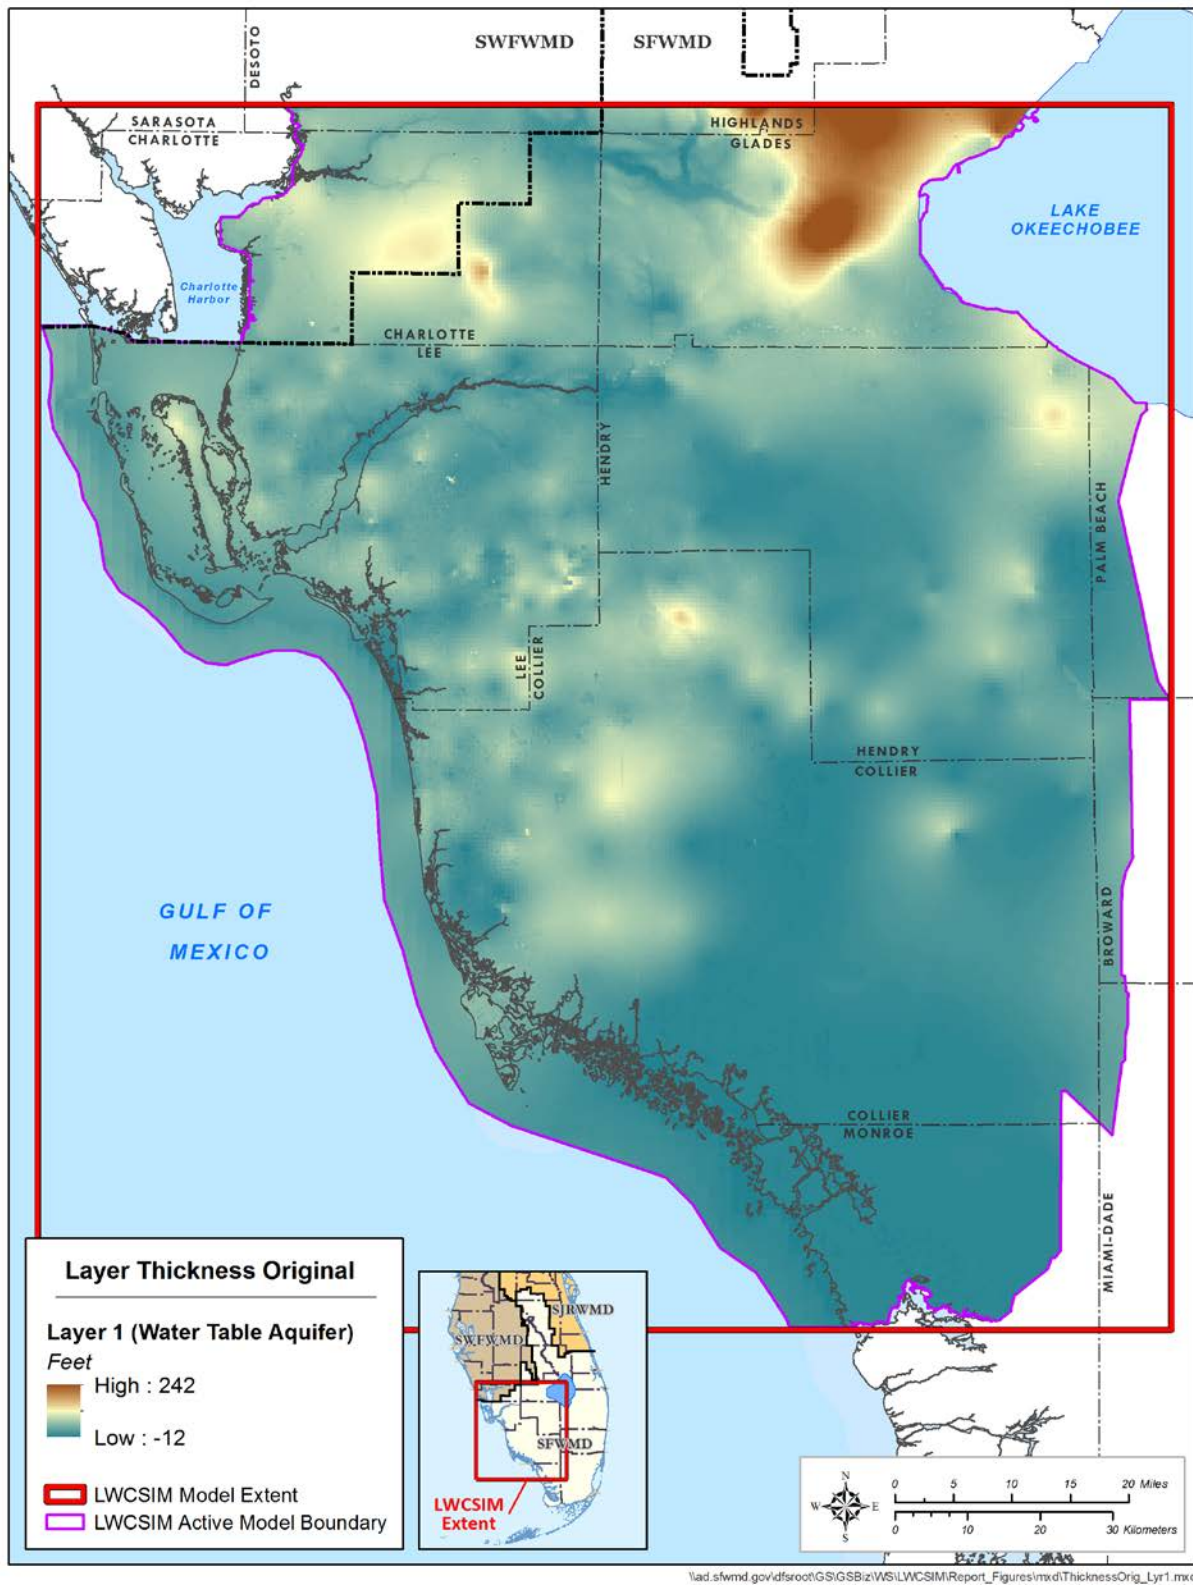 SWFWMD
SFWMD
DESOTO
SARASOTA
CHARLOTTE
HIGHLANDS
GLADES
LAKE
OKEECHOBEE
Charlotte
Harbor
CHARLOTTE
LEE
HENDRY
PALM BEACH
LEE
COLLIER
HENDRY
COLLIER
GULF OF
MEXICO
BROWARD
COLLIER
MONROE
MIAMI-DADE
Layer Thickness Original
Layer 1 (Water Table Aquifer)
Feet
High : 242
Low : -12
LWCSIM Model Extent
LWCSIM Active Model Boundary
SJRWMD
SWFWMD
SFWMD
LWCSIM
Extent
N
W E
S
0 5 10 15 20 Miles
0 10 20 30 Kilometers
\\ad.sfwmd.gov\dfsroot\GS\GSBiz\WS\LWCSIM\Report_Figures\mxd\ThicknessOrig_Lyr1.mxd